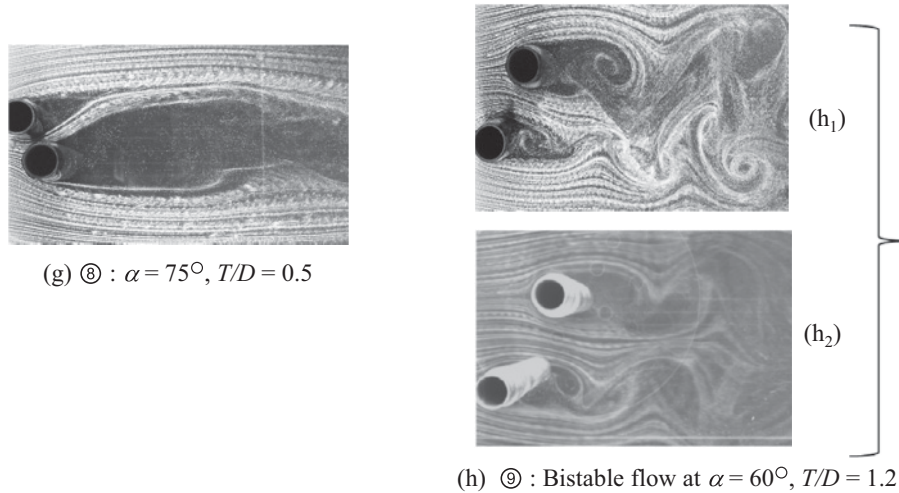 (g) ⑧ : α = 75○, T/D = 0.5
(h₁)
(h₂)
(h) ⑨ : Bistable flow at α = 60○, T/D = 1.2